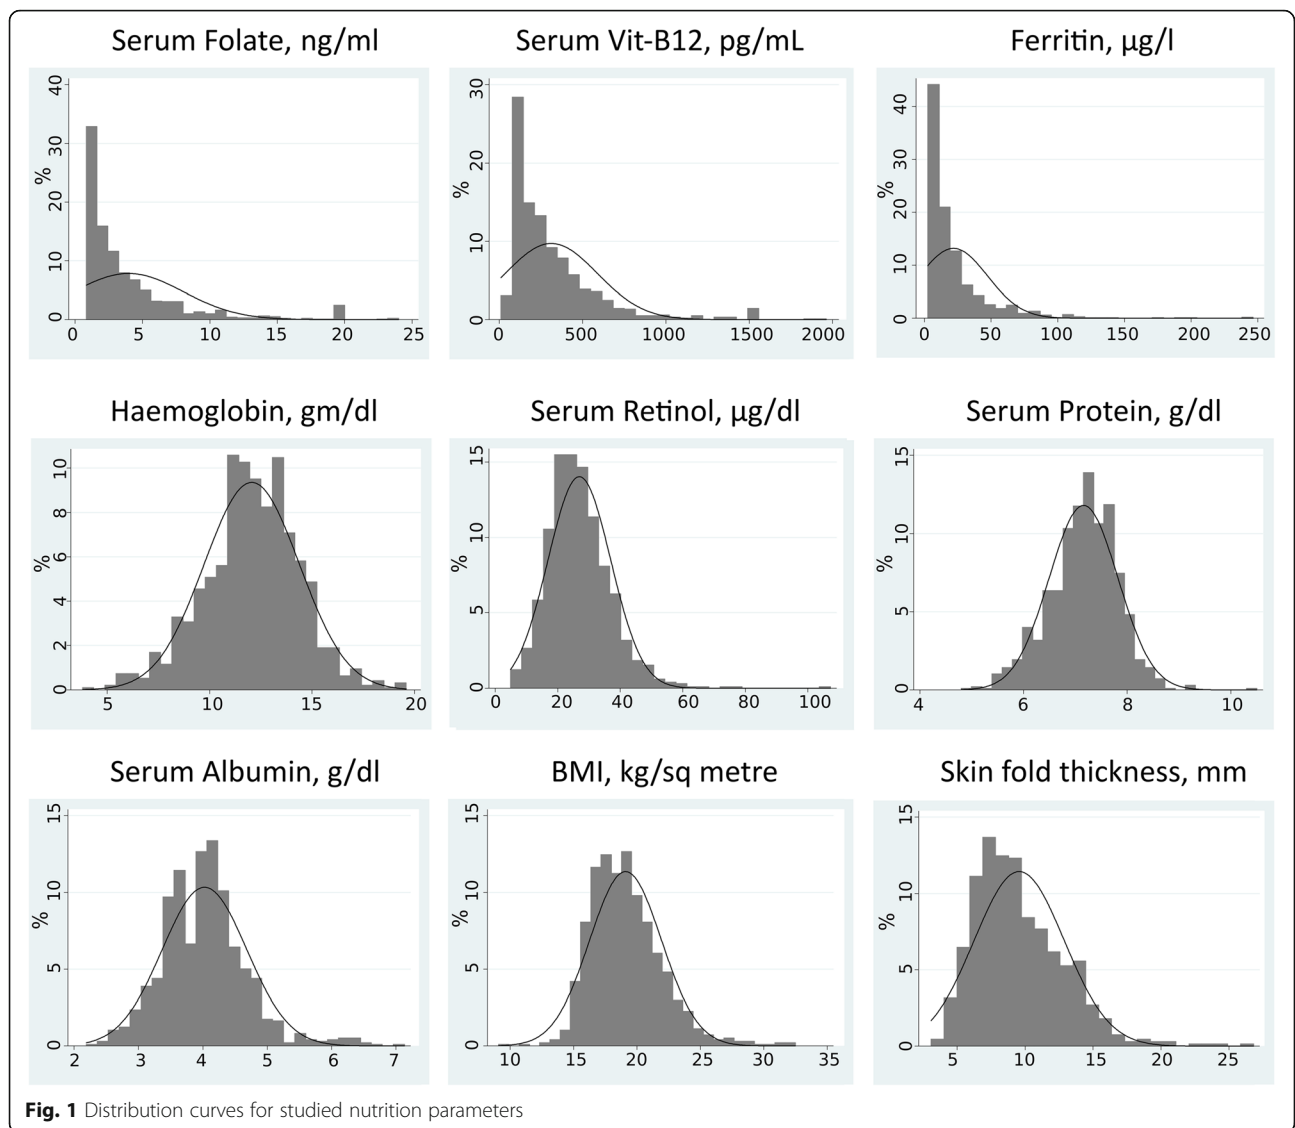 Serum Folate, ng/ml
Serum Vit-B12, pg/mL
Ferritin, µg/l
40
30
20
10
0
%
0 5 10 15 20 25
30
20
10
0
%
0 500 1000 1500 2000
40
30
20
10
0
%
0 50 100 150 200 250
Haemoglobin, gm/dl
Serum Retinol, µg/dl
Serum Protein, g/dl
10
8
6
4
2
0
%
5 10 15 20
15
10
5
0
%
0 20 40 60 80 100
15
10
5
0
%
4 6 8 10
Serum Albumin, g/dl
BMI, kg/sq metre
Skin fold thickness, mm
15
10
5
0
%
2 3 4 5 6 7
15
10
5
0
%
10 15 20 25 30 35
15
10
5
0
%
5 10 15 20 25
Fig. 1 Distribution curves for studied nutrition parameters